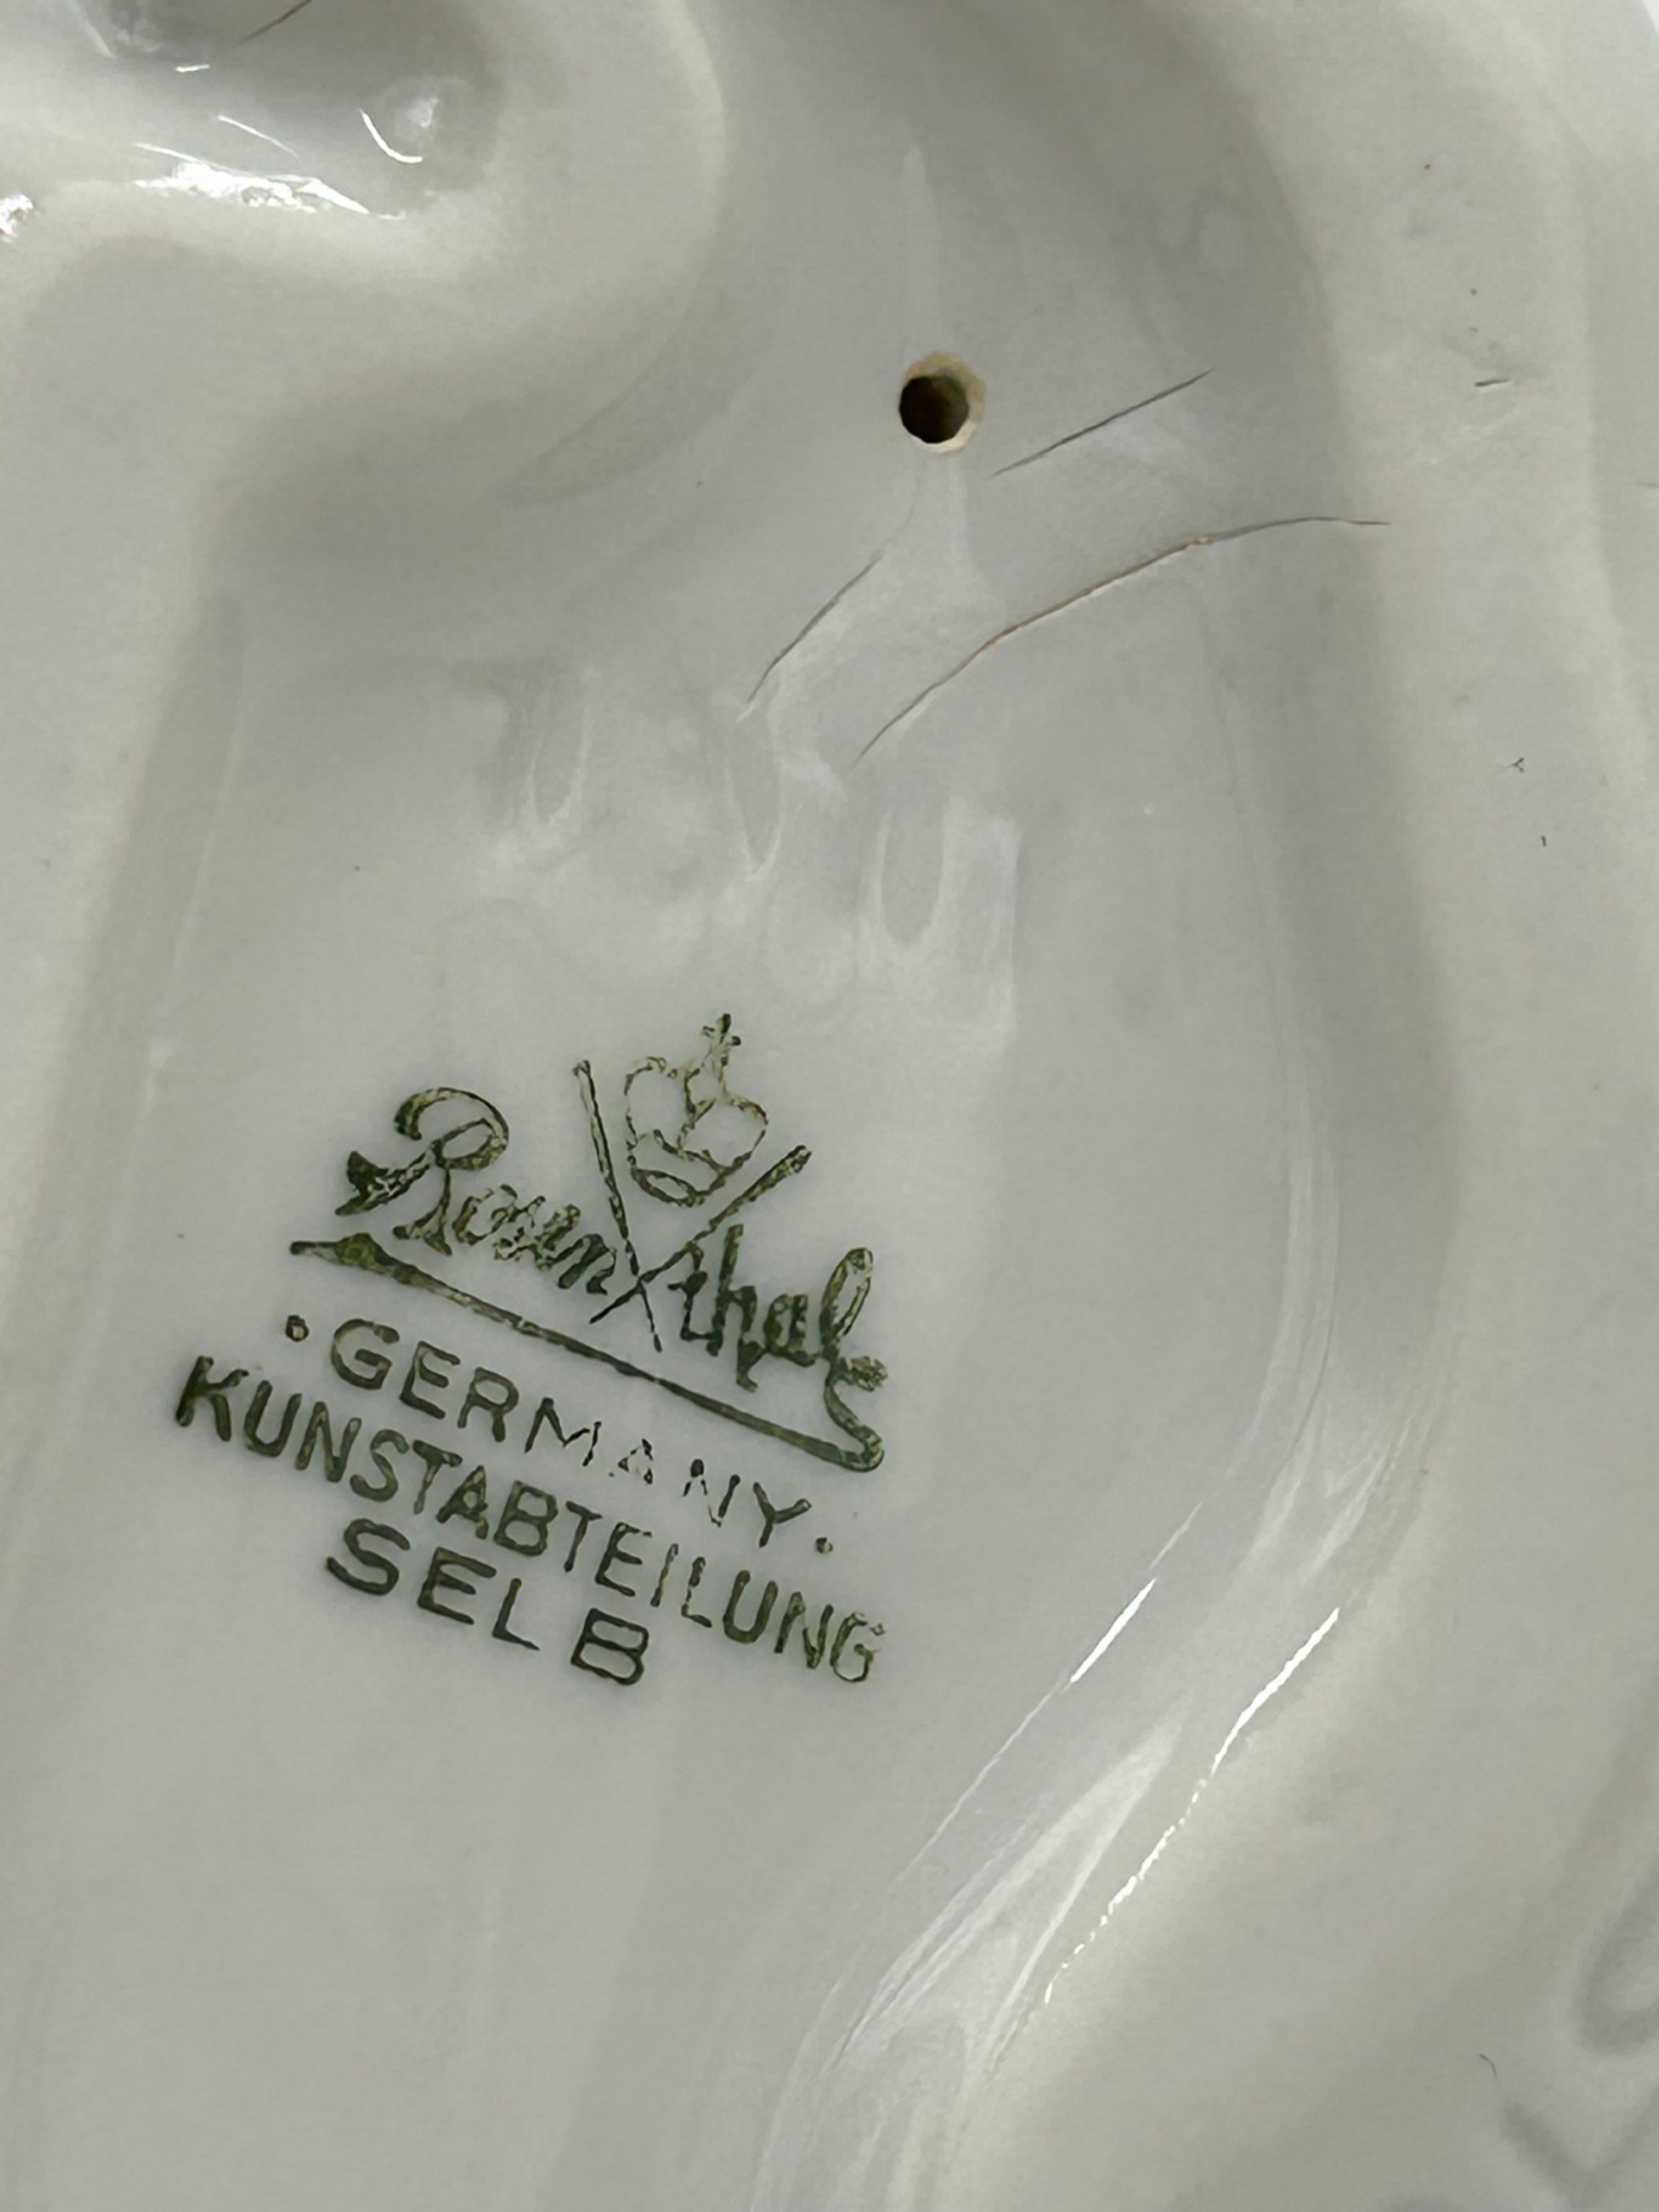 Rosenthal
·GERMANY·
KUNSTABTEILUNG
SELB